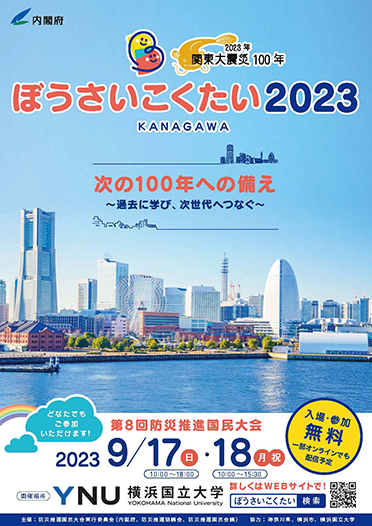 内閣府
2023年
関東大震災100年
ぼうさいこくたい2023
KANAGAWA
次の100年への備え
～過去に学び、次世代へつなぐ～
どなたでも
ご参加
いただけます!
第8回防災推進国民大会
2023 9/17日・18月祝
10:00～18:00 10:00～15:30
入場・参加
無料
一部オンラインでも
配信予定
開催場所 YNU 横浜国立大学
YOKOHAMA National University
詳しくはWEBサイトで!
ぼうさいこくたい 検索
主催:防災推進国民大会実行委員会(内閣府、防災推進協議会、防災推進国民会議) 協力:神奈川県 横浜市 横浜国立大学